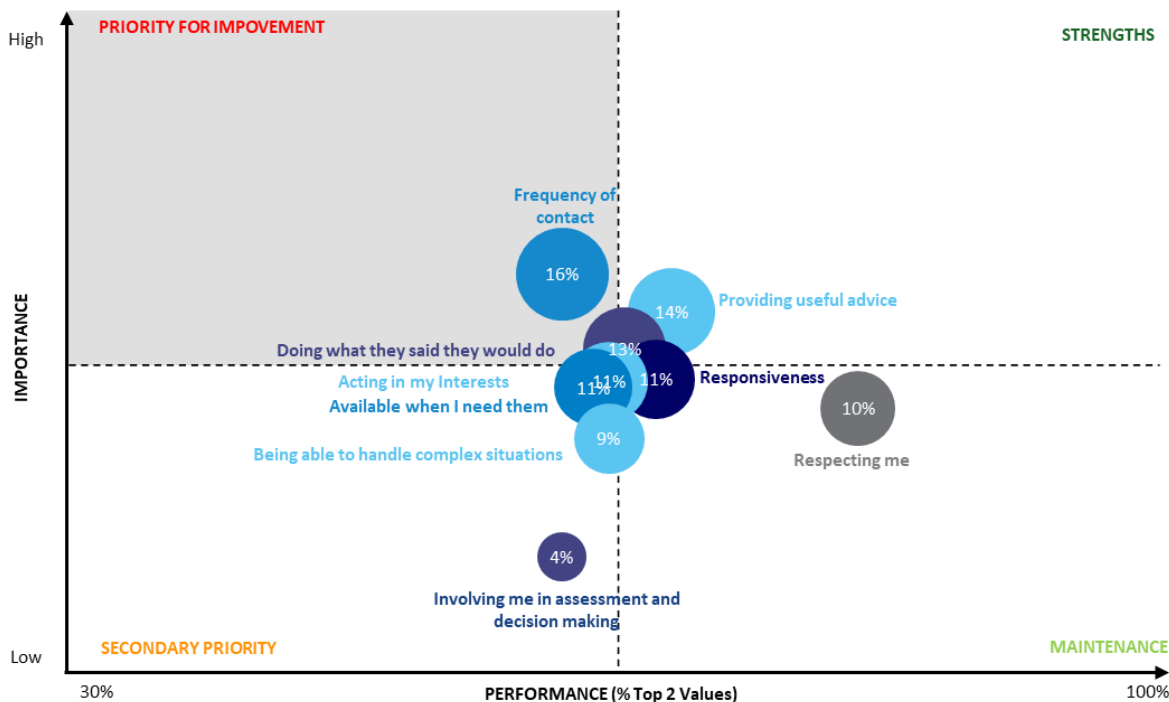 PRIORITY FOR IMPOVEMENT
High
STRENGTHS
Frequency of
contact
16%
Providing useful advice
14%
IMPORTANCE
Doing what they said they would do
13%
Acting in my Interests
11%
11%
Responsiveness
Available when I need them
11%
10%
Being able to handle complex situations
9%
Respecting me
4%
Involving me in assessment and
decision making
Low
SECONDARY PRIORITY
MAINTENANCE
30%
PERFORMANCE (% Top 2 Values)
100%